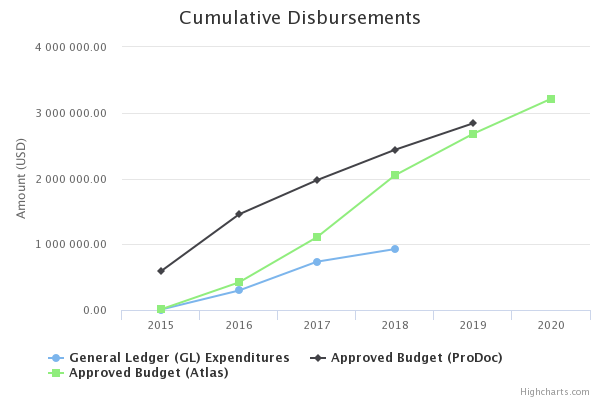 Cumulative Disbursements
4 000 000.00
3 000 000.00
2 000 000.00
1 000 000.00
0.00
Amount (USD)
2015 2016 2017 2018 2019 2020
General Ledger (GL) Expenditures Approved Budget (ProDoc)
Approved Budget (Atlas)
Highcharts.com